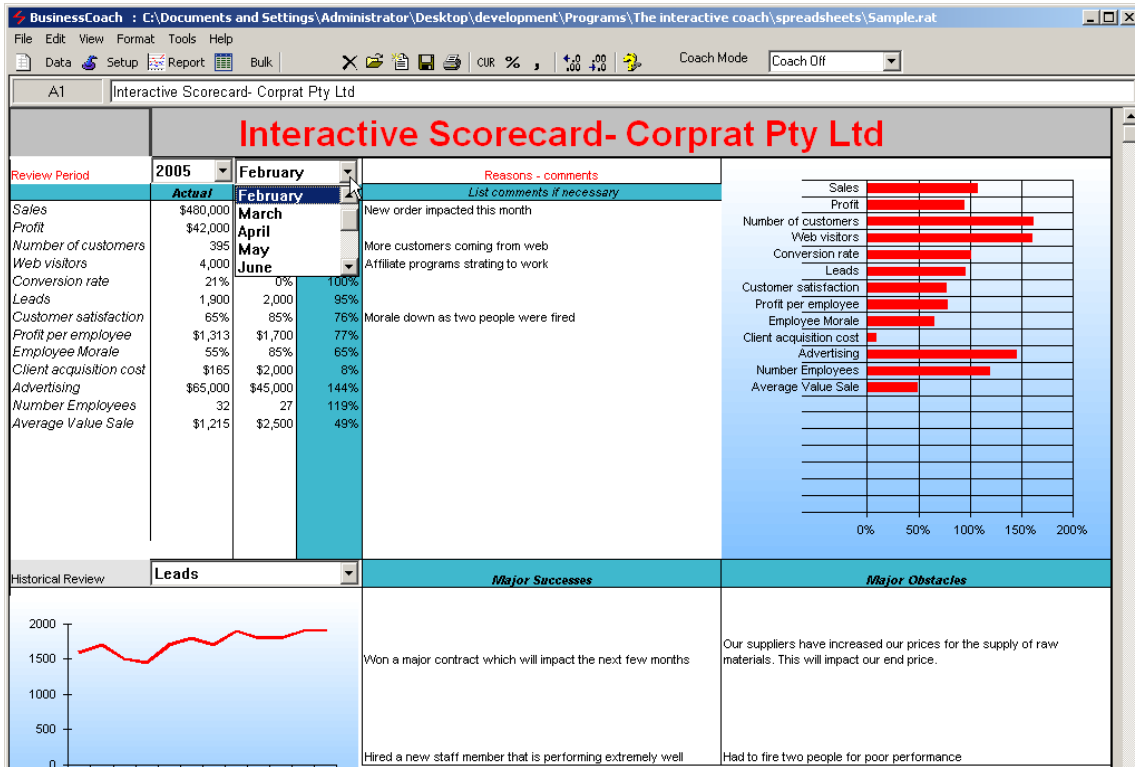 BusinessCoach : C:\Documents and Settings\Administrator\Desktop\development\Programs\The interactive coach\spreadsheets\Sample.rat
File Edit View Format Tools Help
Data Setup Report Bulk CUR % , Coach Mode Coach Off
A1 Interactive Scorecard- Corprat Pty Ltd
Interactive Scorecard- Corprat Pty Ltd
Review Period 2005 February Reasons - comments
Actual List comments if necessary
February
March
April
May
June
Sales $480,000 New order impacted this month
Profit $42,000
Number of customers 395 More customers coming from web
Web visitors 4,000 Affiliate programs strating to work
Conversion rate 21% 0% 100%
Leads 1,900 2,000 95%
Customer satisfaction 65% 85% 76% Morale down as two people were fired
Profit per employee $1,313 $1,700 77%
Employee Morale 55% 85% 65%
Client acquisition cost $165 $2,000 8%
Advertising $65,000 $45,000 144%
Number Employees 32 27 119%
Average Value Sale $1,215 $2,500 49%
Sales
Profit
Number of customers
Web visitors
Conversion rate
Leads
Customer satisfaction
Profit per employee
Employee Morale
Client acquisition cost
Advertising
Number Employees
Average Value Sale
0% 50% 100% 150% 200%
Historical Review Leads Major Successes Major Obstacles
2000
1500
1000
500
0
Won a major contract which will impact the next few months
Our suppliers have increased our prices for the supply of raw
materials. This will impact our end price.
Hired a new staff member that is performing extremely well
Had to fire two people for poor performance